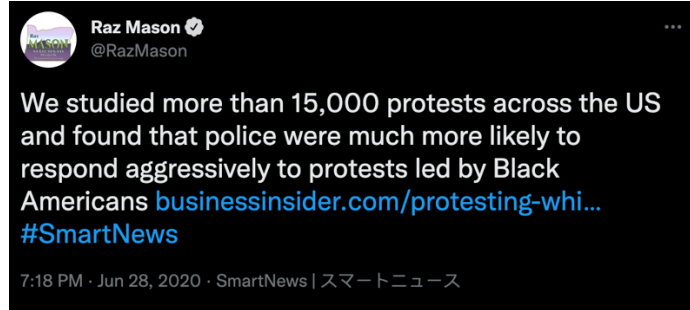 Raz Mason
@RazMason
We studied more than 15,000 protests across the US
and found that police were much more likely to
respond aggressively to protests led by Black
Americans businessinsider.com/protesting-whi...
#SmartNews
7:18 PM · Jun 28, 2020 · SmartNews | スマートニュース